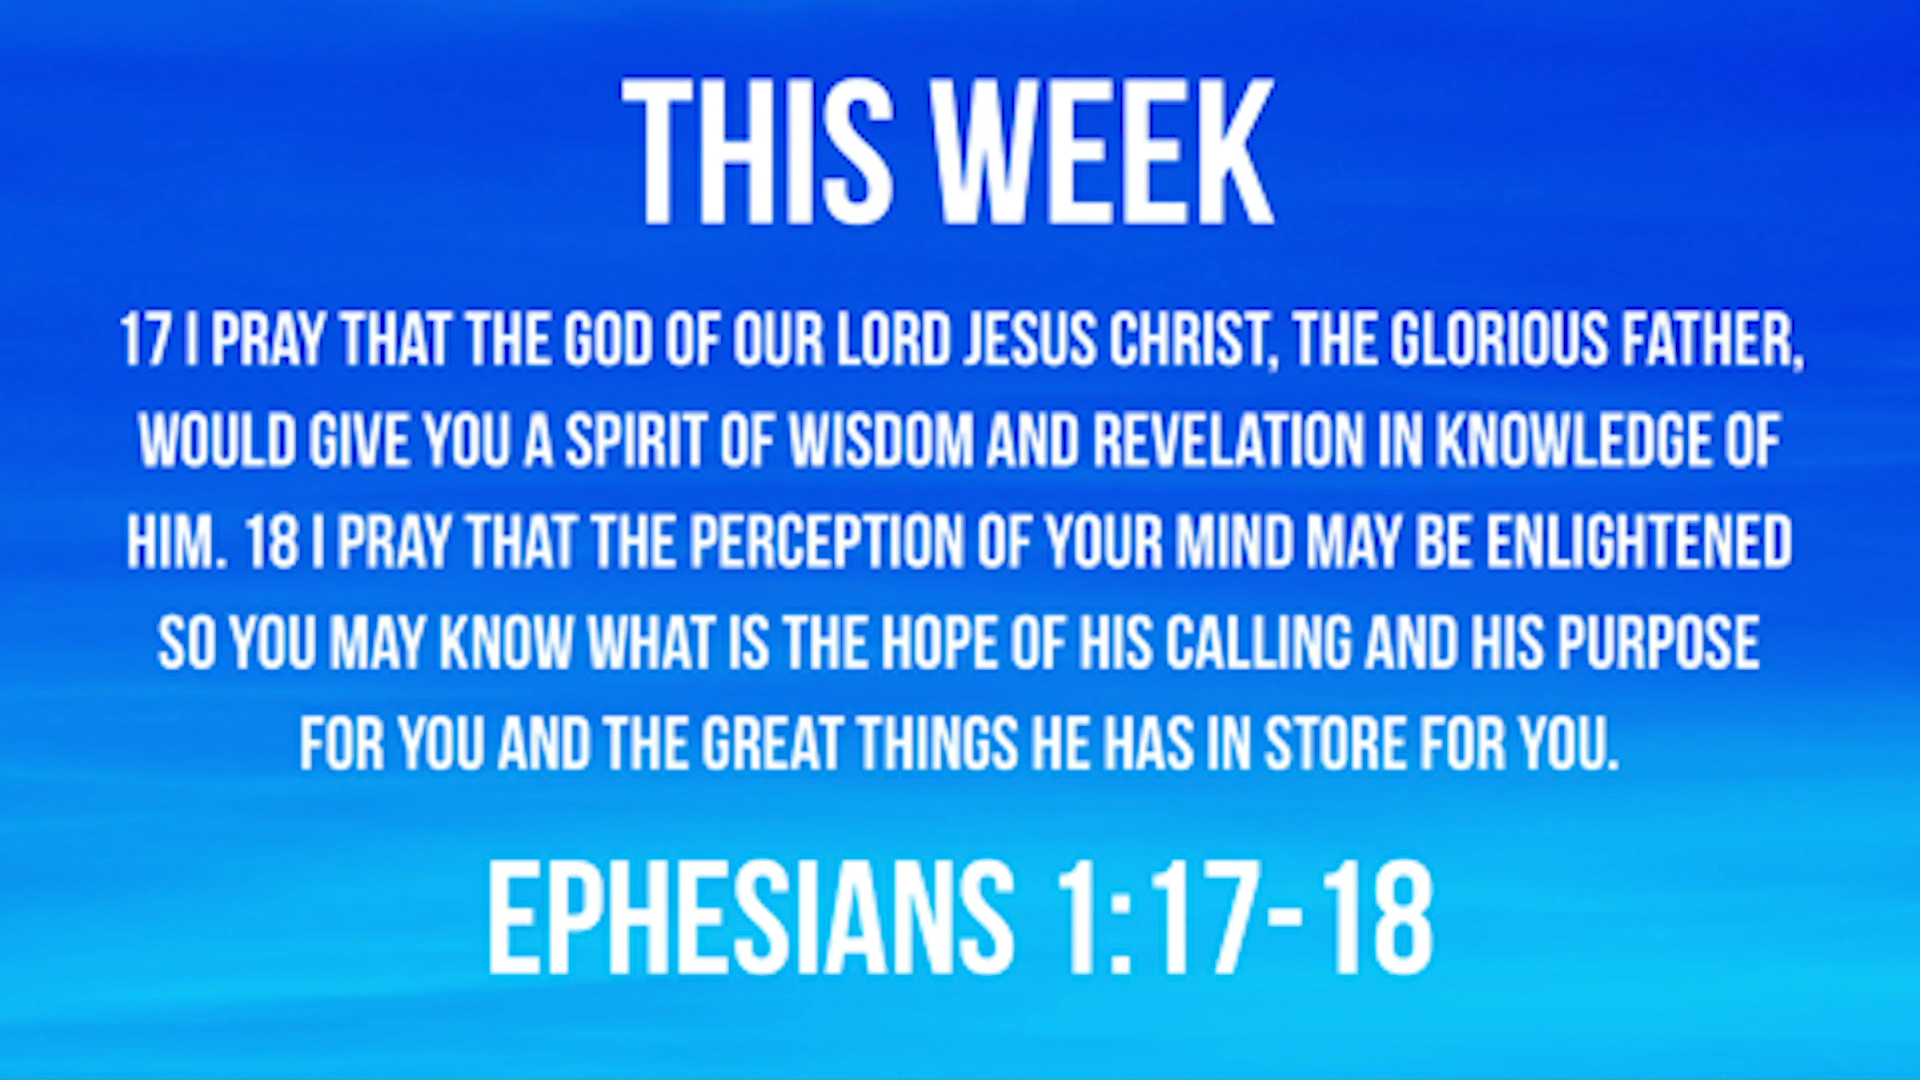 THIS WEEK
17 I PRAY THAT THE GOD OF OUR LORD JESUS CHRIST, THE GLORIOUS FATHER,
WOULD GIVE YOU A SPIRIT OF WISDOM AND REVELATION IN KNOWLEDGE OF
HIM. 18 I PRAY THAT THE PERCEPTION OF YOUR MIND MAY BE ENLIGHTENED
SO YOU MAY KNOW WHAT IS THE HOPE OF HIS CALLING AND HIS PURPOSE
FOR YOU AND THE GREAT THINGS HE HAS IN STORE FOR YOU.
EPHESIANS 1:17-18